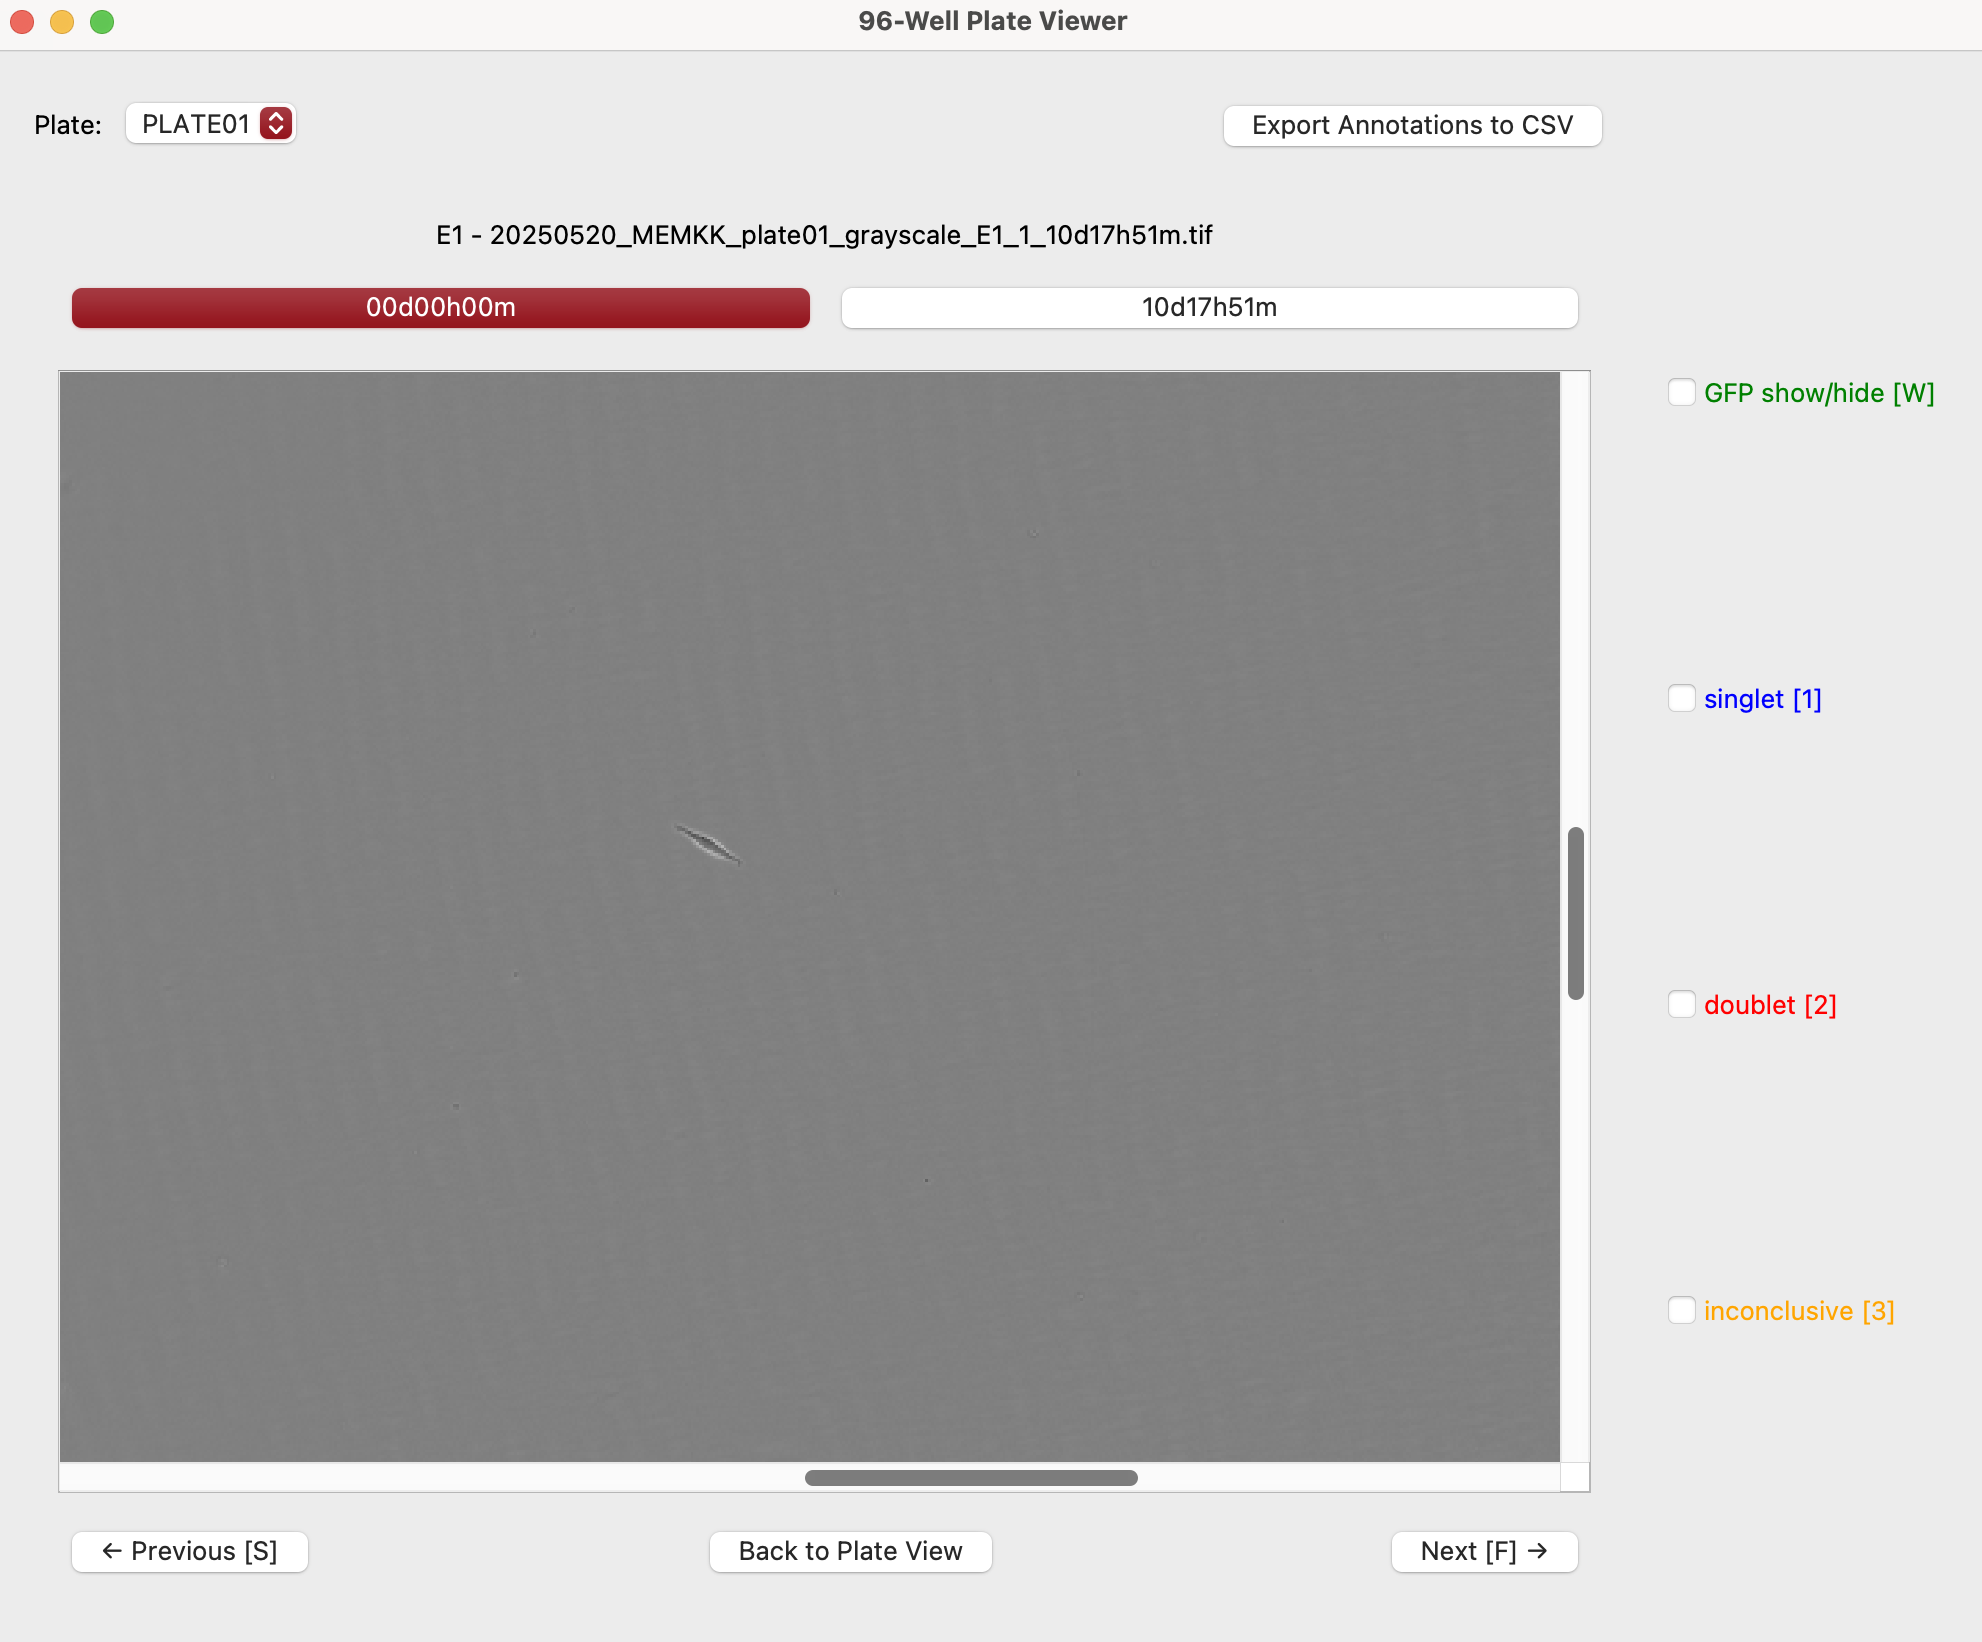 96-Well Plate Viewer
Plate: PLATE01
Export Annotations to CSV
E1 - 20250520_MEMKK_plate01_grayscale_E1_1_10d17h51m.tif
00d00h00m
10d17h51m
GFP show/hide [W]
singlet [1]
doublet [2]
inconclusive [3]
← Previous [S]
Back to Plate View
Next [F] →